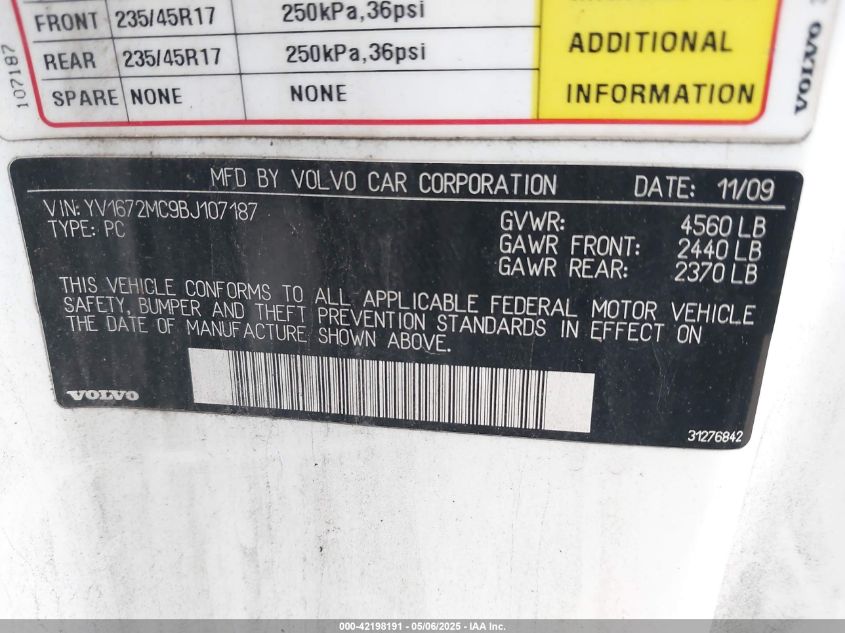 FRONT 235/45R17 250kPa,36psi
REAR 235/45R17 250kPa,36psi
SPARE NONE NONE
ADDITIONAL
INFORMATION
107187
VOLVO
MFD BY VOLVO CAR CORPORATION DATE: 11/09
VIN: YV1672MC9BJ107187
TYPE: PC
GVWR: 4560 LB
GAWR FRONT: 2440 LB
GAWR REAR: 2370 LB
THIS VEHICLE CONFORMS TO ALL APPLICABLE FEDERAL MOTOR VEHICLE
SAFETY, BUMPER AND THEFT PREVENTION STANDARDS IN EFFECT ON
THE DATE OF MANUFACTURE SHOWN ABOVE.
VOLVO
31276842
000-42198191 - 05/06/2025 - IAA Inc.